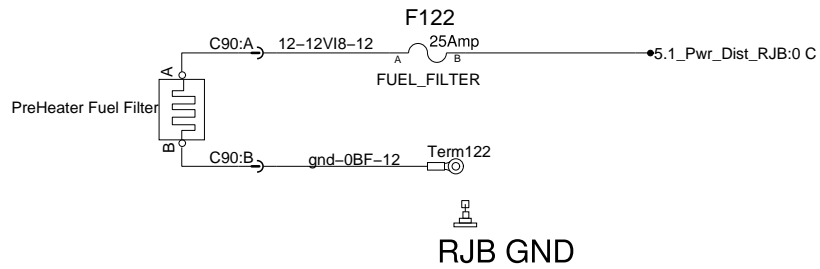 F122
C90:A
12-12VI8-12
25Amp
A
B
5.1_Pwr_Dist_RJB:0 C
FUEL_FILTER
A
PreHeater Fuel Filter
B
C90:B
gnd-0BF-12
Term122
RJB GND